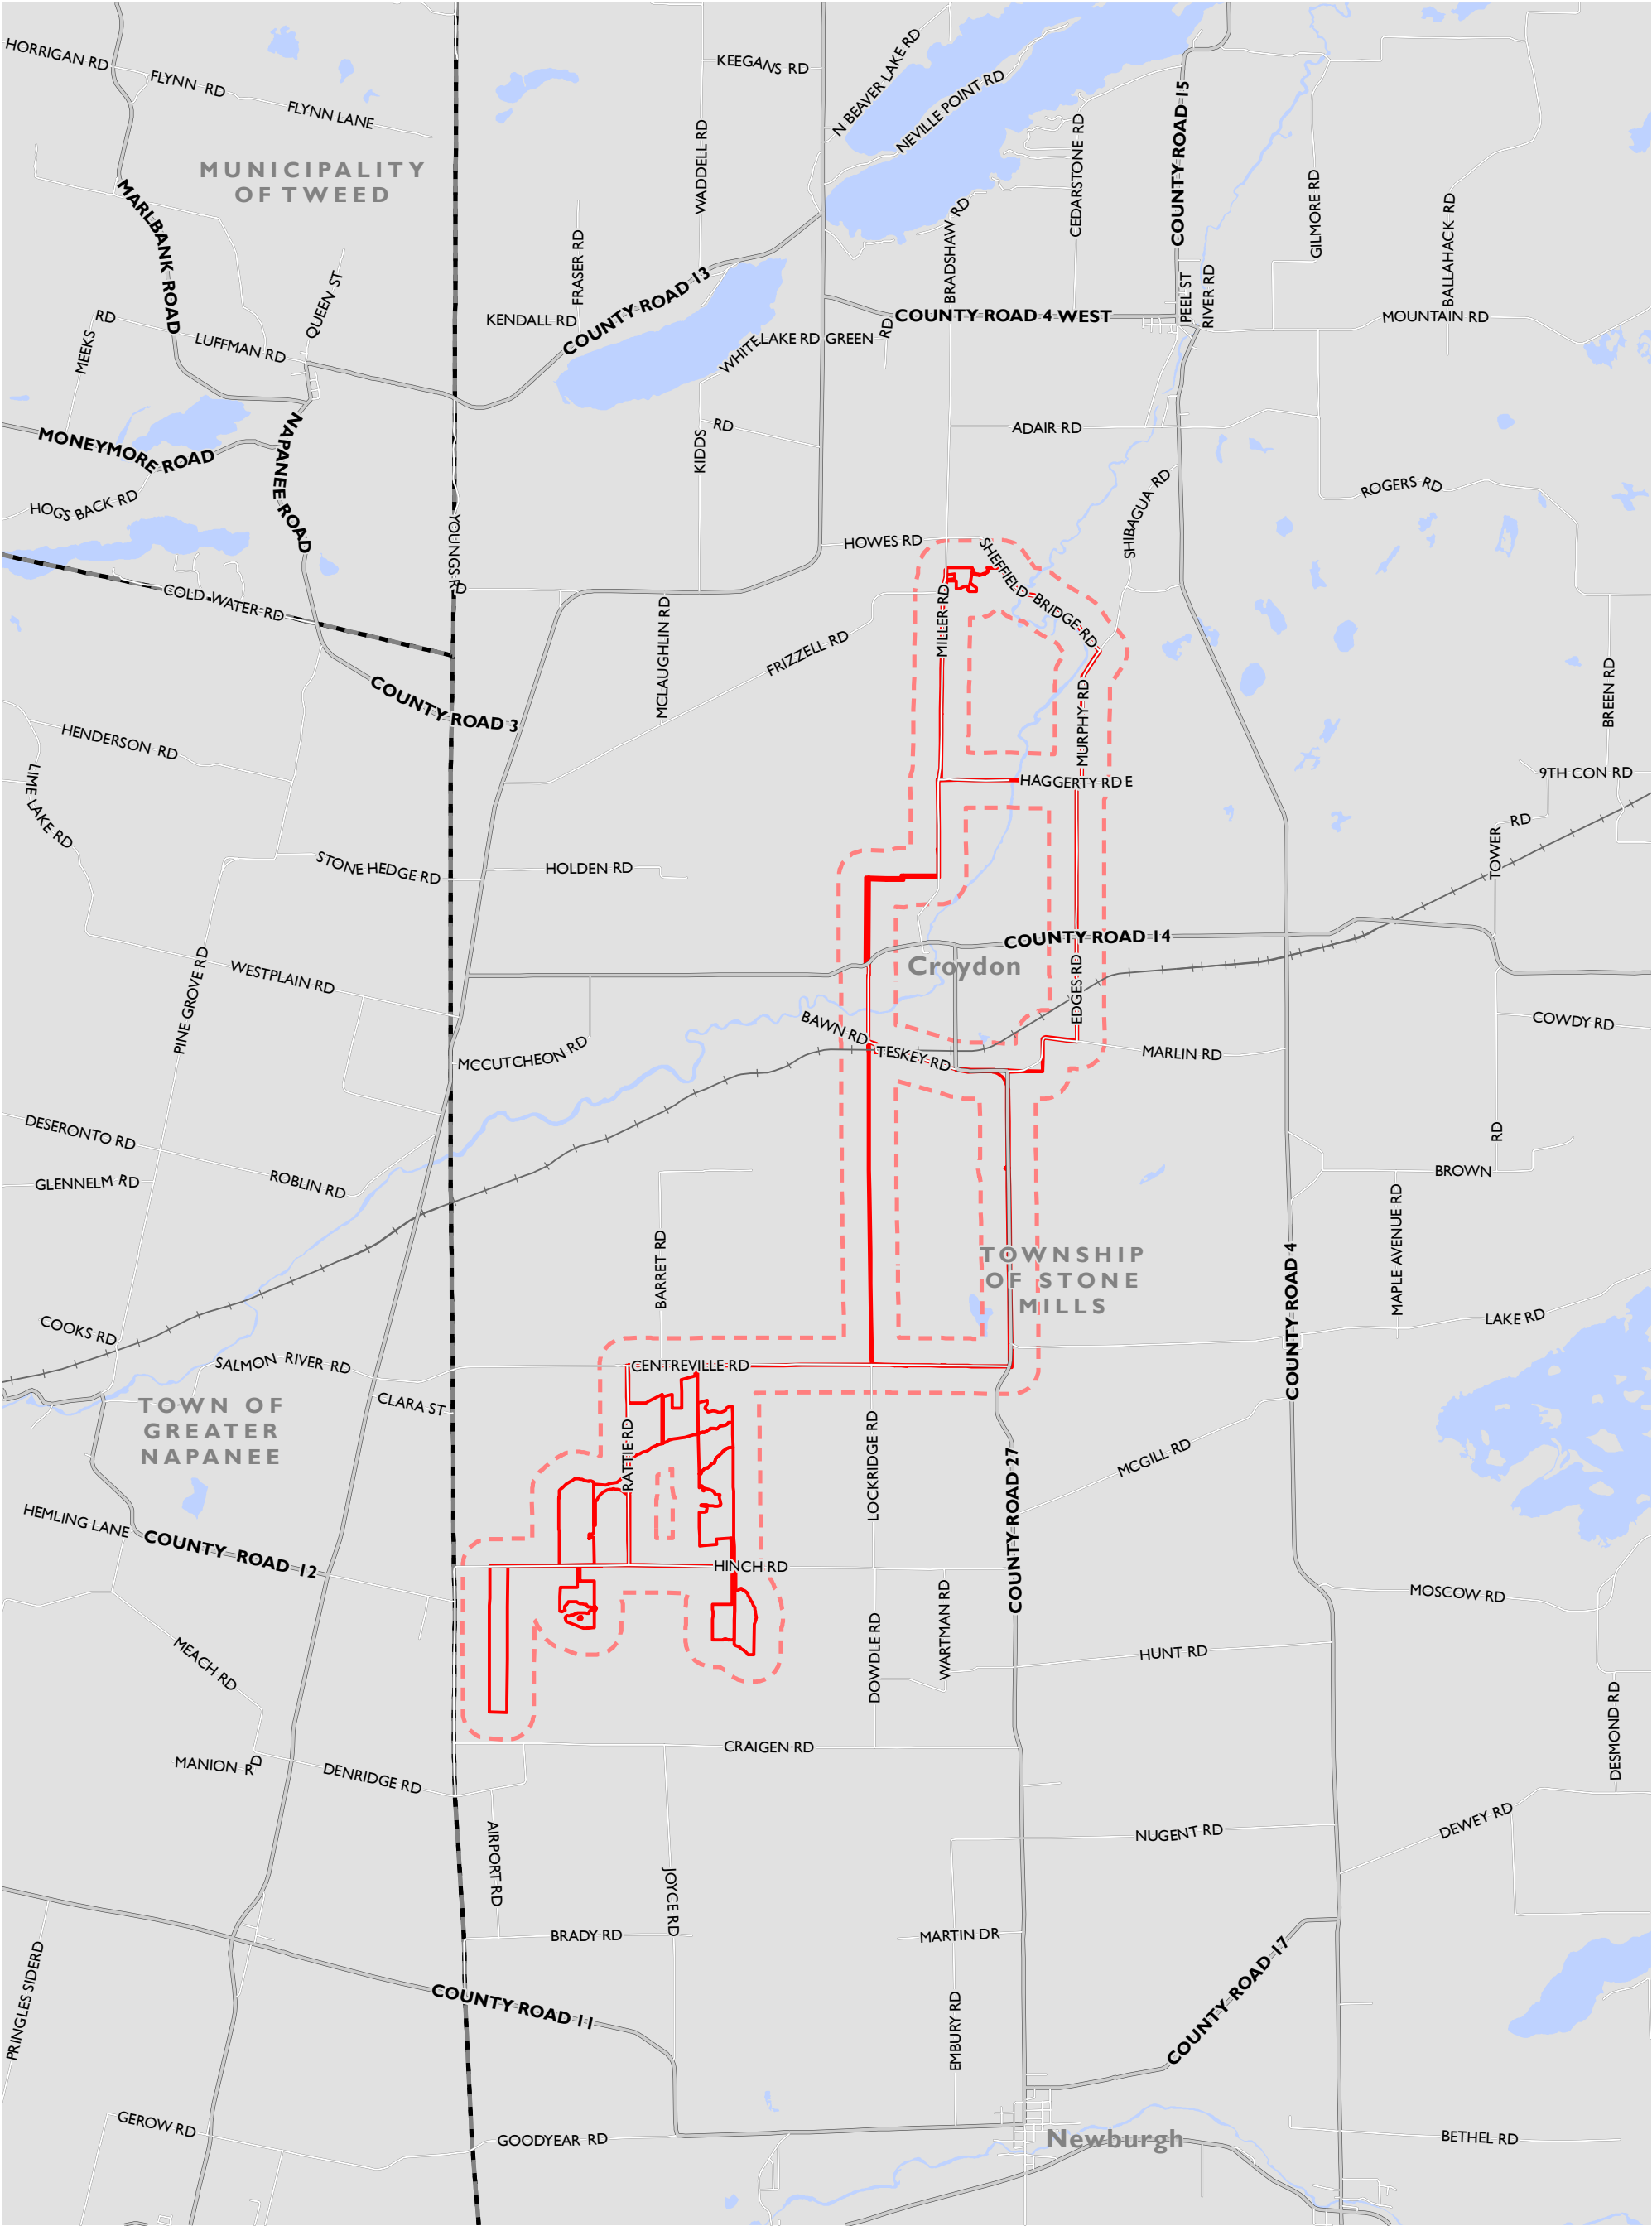 HORRIGAN RD
FLYNN RD
FLYNN LANE
KEEGANS RD
N BEAVER LAKE RD
NEVILLE POINT RD
COUNTY ROAD 15
MUNICIPALITY
OF TWEED
WADDELL RD
CEDARSTONE RD
GILMORE RD
BALLAHACK RD
MARLBANK ROAD
FRASER RD
BRADSHAW RD
QUEEN ST
COUNTY ROAD 13
PEEL ST
RIVER RD
MEEKS RD
LUFFMAN RD
KENDALL RD
WHITE LAKE RD
GREEN RD
COUNTY ROAD 4 WEST
MOUNTAIN RD
MONEYMORE ROAD
NAPANEE ROAD
KIDDS RD
ADAIR RD
HOGS BACK RD
YOUNGS RD
SHIBAGUA RD
ROGERS RD
HOWES RD
SHEFFIELD BRIDGE RD
COLD WATER RD
MCLAUGHLIN RD
FRIZZELL RD
MILLER RD
COUNTY ROAD 3
MURPHY RD
BREEN RD
HENDERSON RD
LIME LAKE RD
HAGGERTY RD E
9TH CON RD
TOWER RD
STONE HEDGE RD
HOLDEN RD
COUNTY ROAD 14
Croydon
PINE GROVE RD
WESTPLAIN RD
EDGES RD
BAWN RD
TESKEY RD
MCCUTCHEON RD
MARLIN RD
COWDY RD
DESERONTO RD
GLENNELM RD
ROBLIN RD
BROWN RD
BARRET RD
MAPLE AVENUE RD
TOWNSHIP
OF STONE
MILLS
COUNTY ROAD 4
COOKS RD
LAKE RD
SALMON RIVER RD
CENTREVILLE RD
CLARA ST
TOWN OF
GREATER
NAPANEE
RATTIE RD
LOCKRIDGE RD
MCGILL RD
COUNTY ROAD 27
HEMLING LANE
COUNTY ROAD 12
HINCH RD
MOSCOW RD
WARTMAN RD
DOWDLE RD
HUNT RD
MEACH RD
DESMOND RD
CRAIGEN RD
MANION RD
DENRIDGE RD
AIRPORT RD
JOYCE RD
NUGENT RD
DEWEY RD
BRADY RD
MARTIN DR
PRINGLES SIDERD
COUNTY ROAD 11
EMBURY RD
COUNTY ROAD 17
GEROW RD
GOODYEAR RD
Newburgh
BETHEL RD